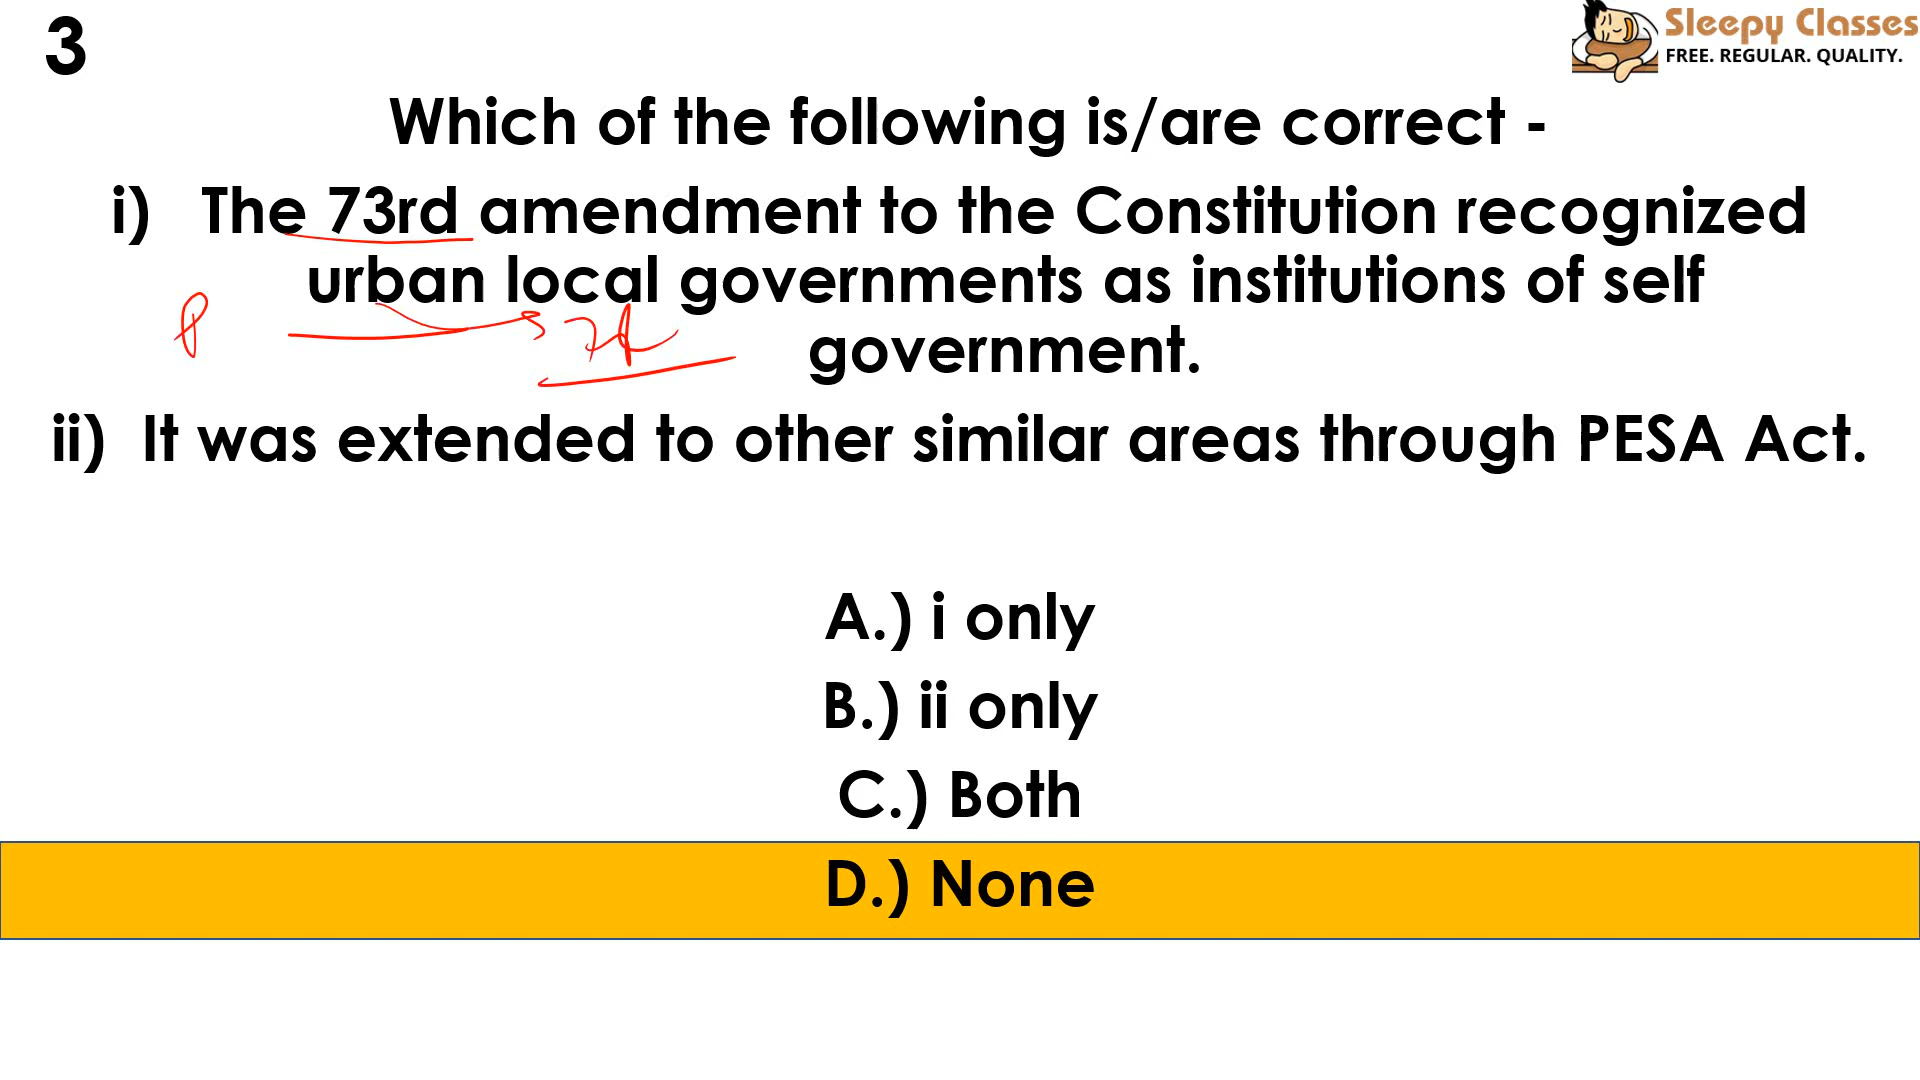 3
Sleepy Classes
FREE. REGULAR. QUALITY.
Which of the following is/are correct -
i) The 73rd amendment to the Constitution recognized
urban local governments as institutions of self
government.
74
ii) It was extended to other similar areas through PESA Act.
A.) i only
B.) ii only
C.) Both
D.) None